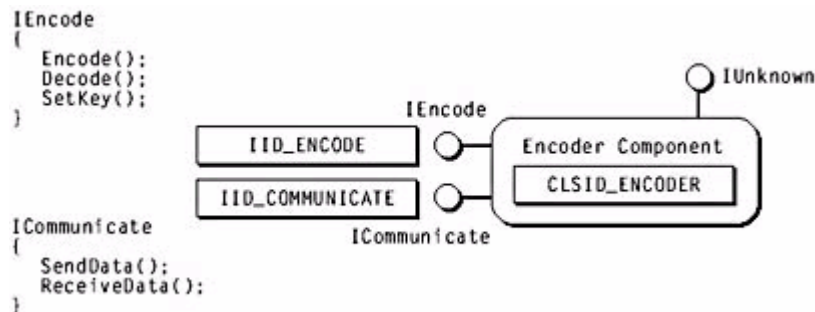 IEncode
{
Encode();
Decode();
SetKey();
}
IUnknown
IEncode
IID_ENCODE
Encoder Component
IID_COMMUNICATE
CLSID_ENCODER
ICommunicate
ICommunicate
{
SendData();
ReceiveData();
}